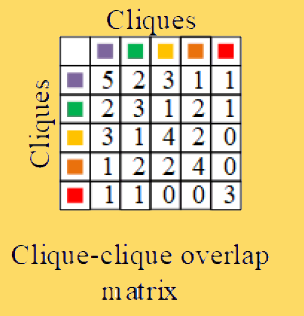 Cliques
Cliques
5 2 3 1 1
2 3 1 2 1
3 1 4 2 0
1 2 2 4 0
1 1 0 0 3
Clique-clique overlap
matrix